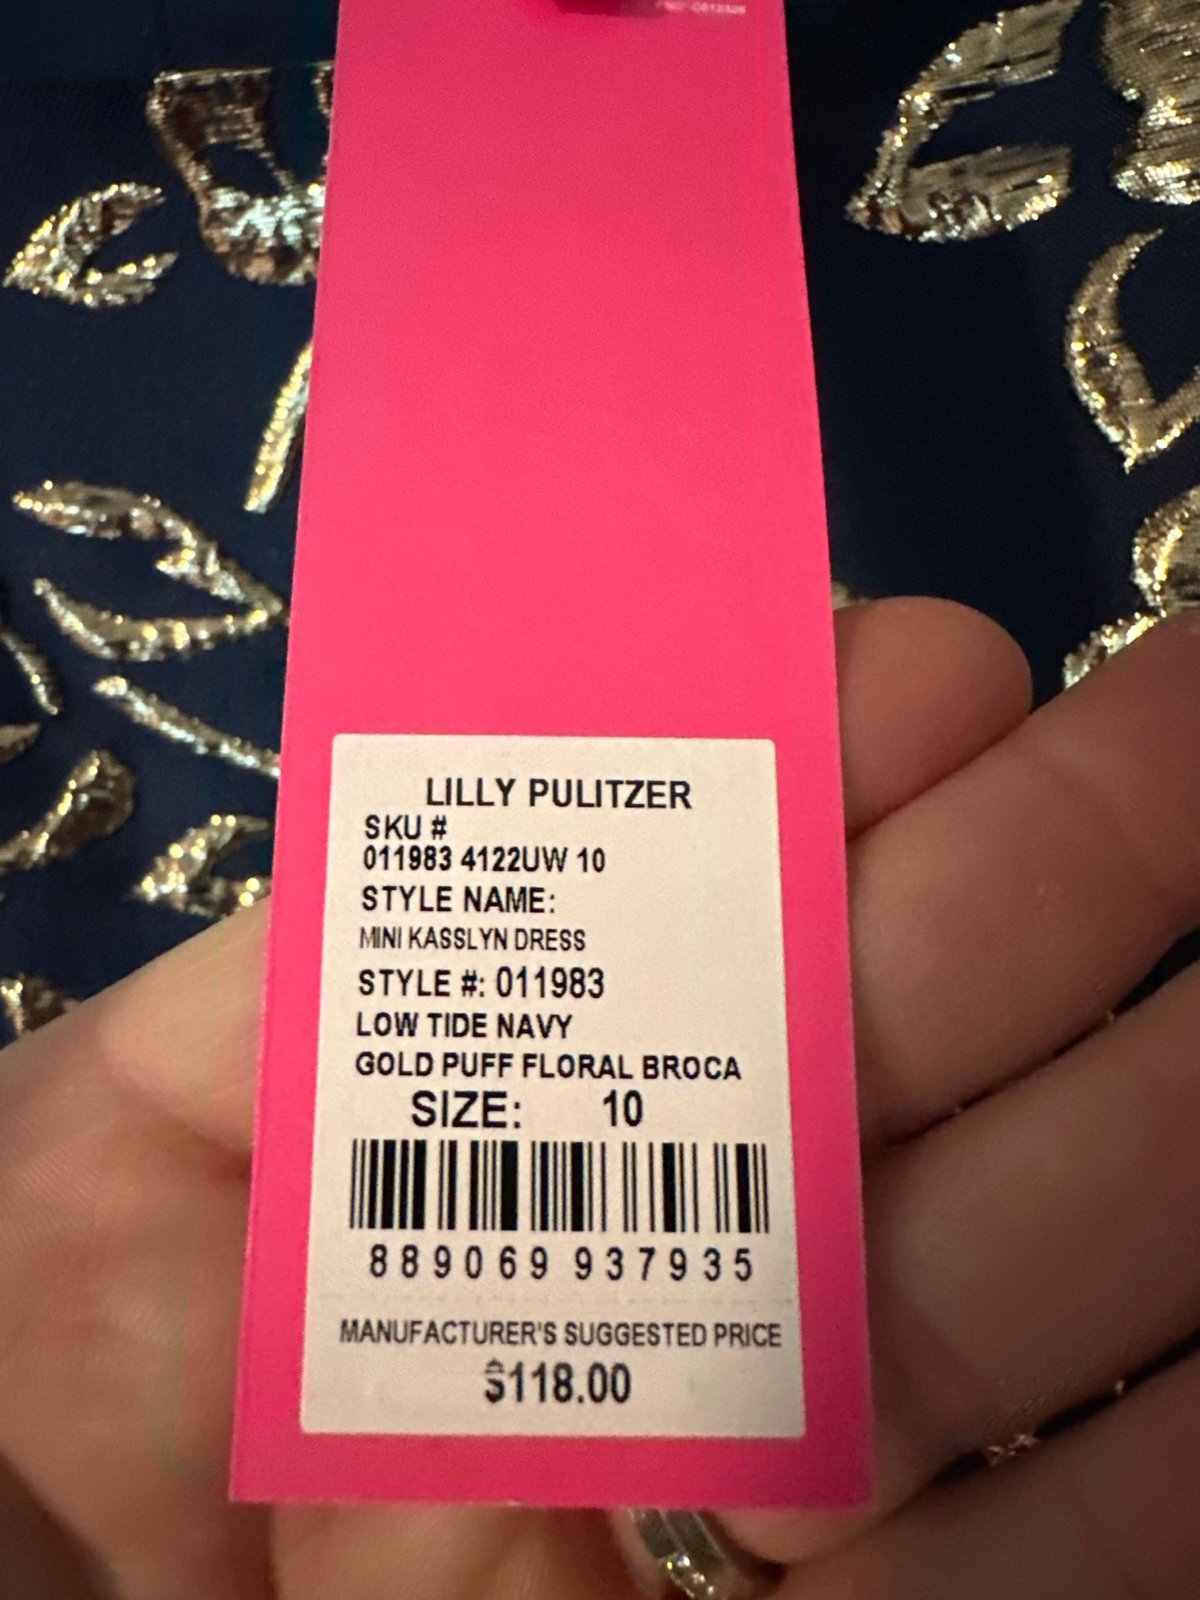 LILLY PULITZER
SKU #
011983 4122UW 10
STYLE NAME:
MINI KASSLYN DRESS
STYLE #: 011983
LOW TIDE NAVY
GOLD PUFF FLORAL BROCA
SIZE: 10
889069 937935
MANUFACTURER'S SUGGESTED PRICE
$118.00